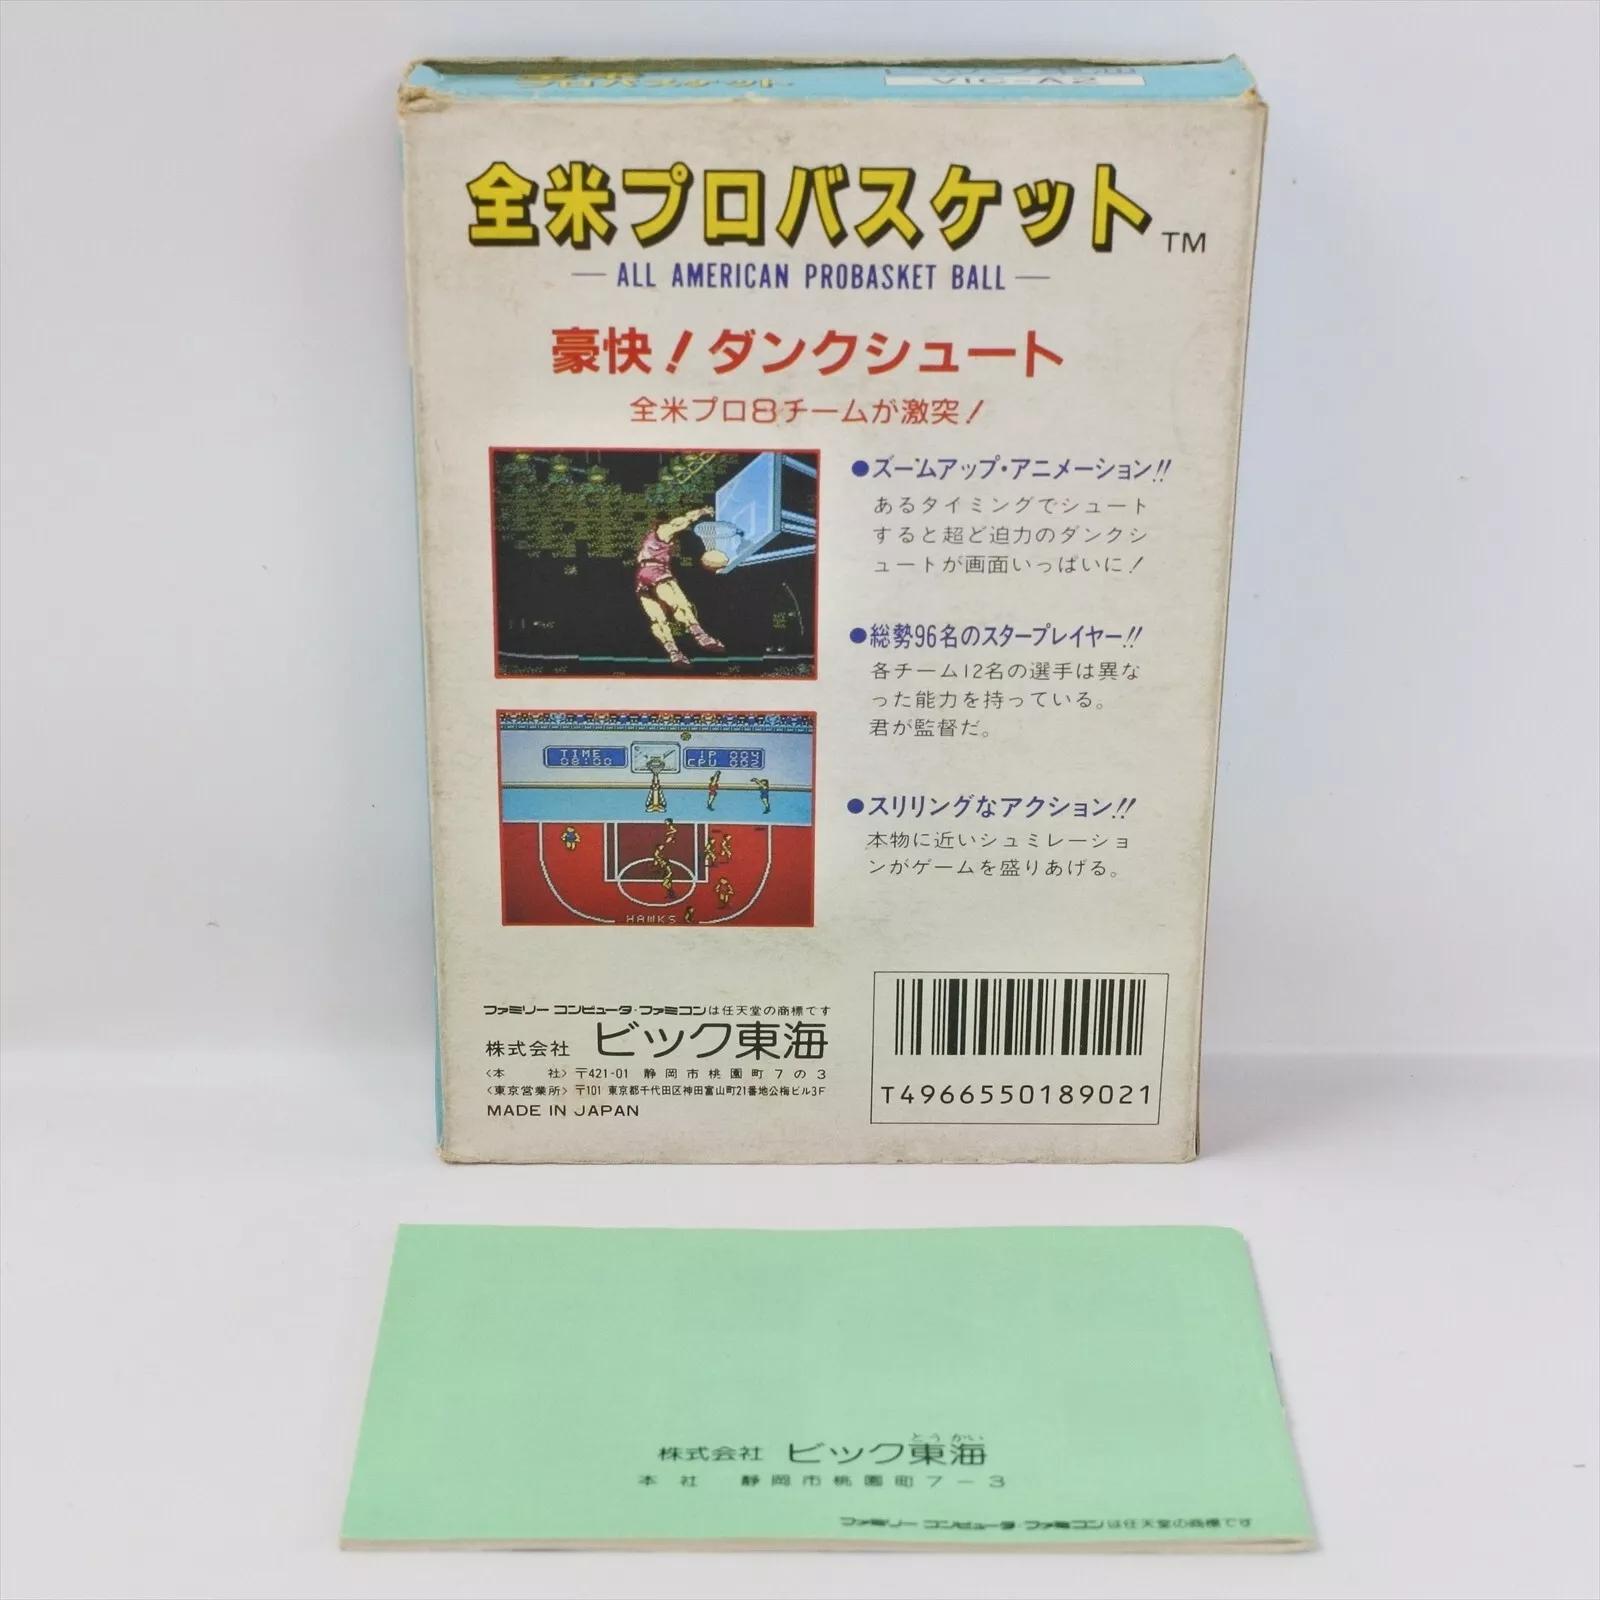 プロバスケット
VIC-A2
全米プロバスケット TM
ALL AMERICAN PROBASKET BALL
豪快！ダンクシュート
全米プロ8チームが激突！
●ズームアップ・アニメーション!!
あるタイミングでシュート
すると超ど迫力のダンクシ
ュートが画面いっぱいに！
●総勢96名のスタープレイヤー!!
各チーム12名の選手は異な
った能力を持っている。
君が監督だ。
TIME
08:00
1P 004
CPU 002
HAWKS
●スリリングなアクション!!
本物に近いシュミレーショ
ンがゲームを盛りあげる。
ファミリーコンピュータ・ファミコンは任天堂の商標です
株式会社 ビック東海
〈本 社〉〒421-01 静岡市桃園町7の3
〈東京営業所〉〒101 東京都千代田区神田富山町21番地公梅ビル3F
MADE IN JAPAN
T4966550189021
とうかい
株式会社 ビック東海
本 社 静岡市桃園町7-3
ファミリーコンピュータ・ファミコンは任天堂の商標です